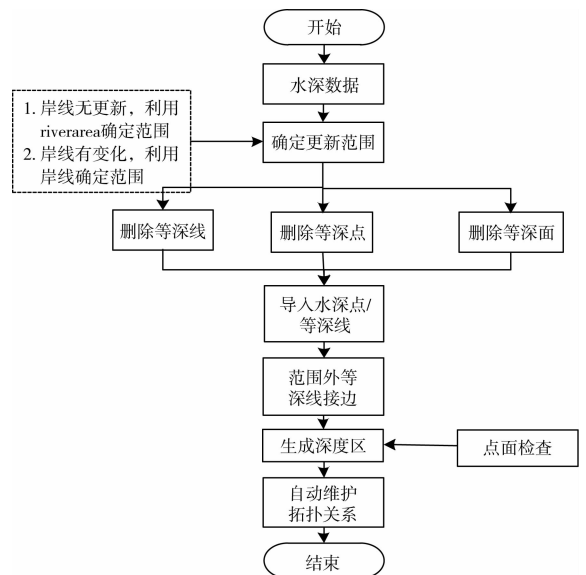 开始
水深数据
1. 岸线无更新，利用
riverarea确定范围
2. 岸线有变化，利用
岸线确定范围
确定更新范围
删除等深线
删除等深点
删除等深面
导入水深点/
等深线
范围外等
深线接边
生成深度区
点面检查
自动维护
拓扑关系
结束